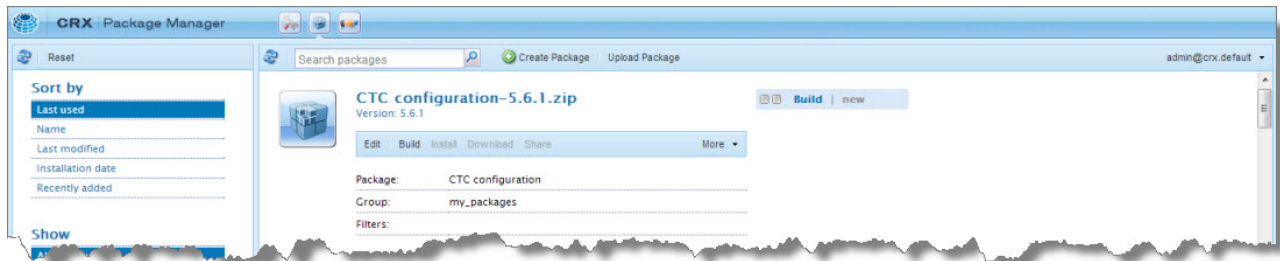 CRX Package Manager
Reset
Search packages Create Package Upload Package admin@crx.default
Sort by
Last used
Name
Last modified
Installation date
Recently added
Show
CTC configuration-5.6.1.zip
Version: 5.6.1
Build | new
Edit Build Install Download Share More
Package: CTC configuration
Group: my_packages
Filters: